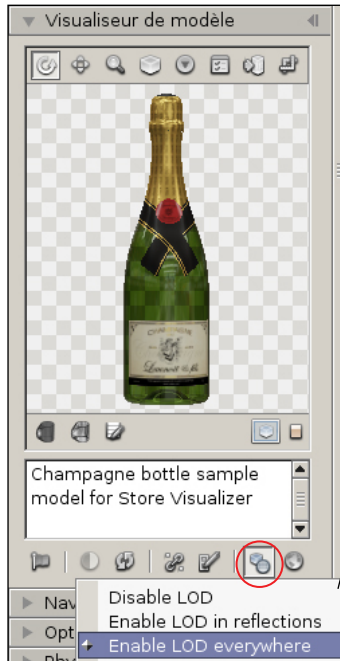 Visualiseur de modèle
CHAMPAGNE
Champagne bottle sample
model for Store Visualizer
Nav
Disable LOD
Enable LOD in reflections
Opt
Enable LOD everywhere